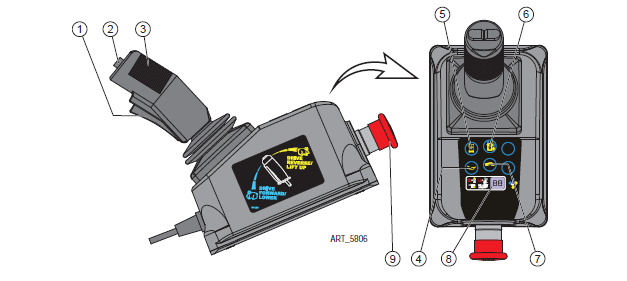 1
2
3
5
6
DRIVE
REVERSE/
LIFT UP
DRIVE
FORWARD/
LOWER
ART_5806
9
4
8
7